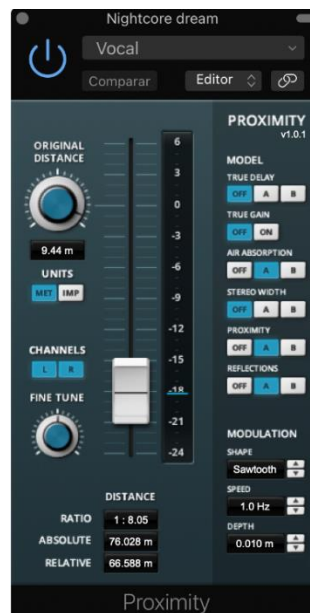 Nightcore dream
Vocal
Comparar
Editor
PROXIMITY
v1.0.1
ORIGINAL
DISTANCE
9.44 m
UNITS
MET IMP
CHANNELS
L R
FINE TUNE
6
3
0
-3
-6
-9
-12
-15
-18
-21
-24
DISTANCE
RATIO 1 : 8.05
ABSOLUTE 76.028 m
RELATIVE 66.588 m
MODEL
TRUE DELAY
OFF A B
TRUE GAIN
OFF ON
AIR ABSORPTION
OFF A B
STEREO WIDTH
OFF A B
PROXIMITY
OFF A B
REFLECTIONS
OFF A B
MODULATION
SHAPE
Sawtooth
SPEED
1.0 Hz
DEPTH
0.010 m
Proximity